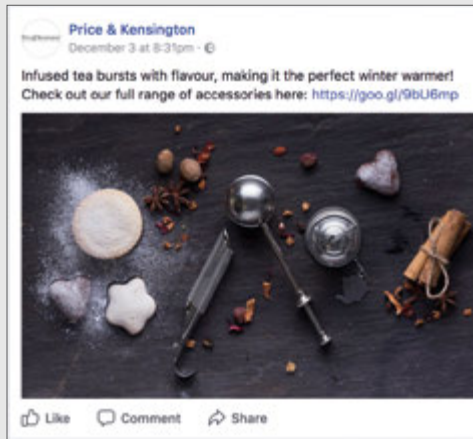 Price & Kensington
December 3 at 8:31pm ·
Infused tea bursts with flavour, making it the perfect winter warmer!
Check out our full range of accessories here: https://goo.gl/9bU6mp
Like Comment Share